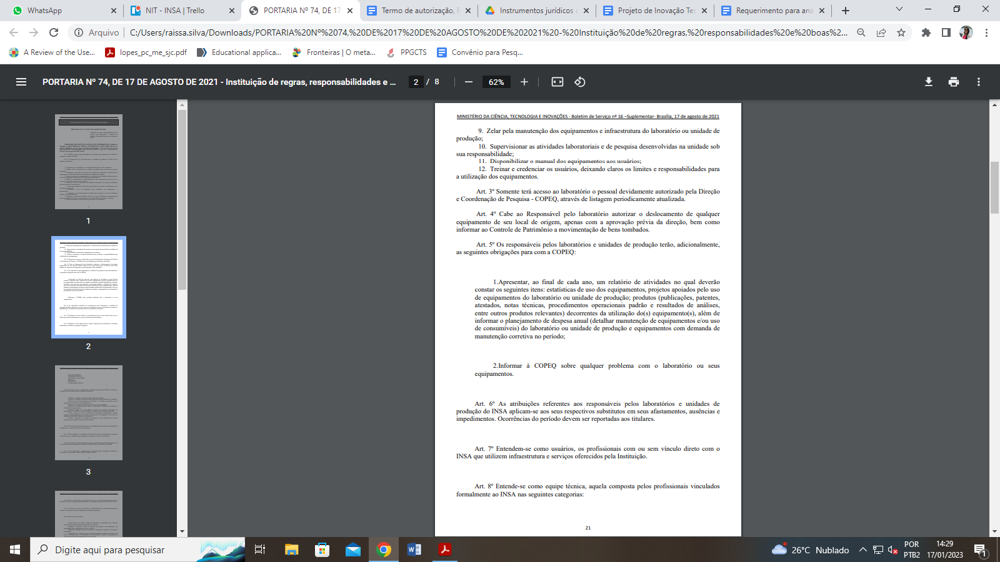 WhatsApp
NIT - INSA | Trello
PORTARIA Nº 74, DE 17
Termo de autorização,
Instrumentos jurídicos
Projeto de Inovação Tec
Requerimento para aná
Arquivo
C:/Users/raissa.silva/Downloads/PORTARIA%20Nº%2074,%20DE%2017%20DE%20AGOSTO%20DE%202021%20-%20Instituição%20de%20regras,%20responsabilidades%20e%20boas%2...
A Review of the Use...
lopes_pc_me_sjc.pdf
Educational applica...
Fronteiras | O meta...
PPGCTS
Convênio para Pesq...
PORTARIA Nº 74, DE 17 DE AGOSTO DE 2021 - Instituição de regras, responsabilidades e ...
2 / 8
62%
1
2
3
MINISTÉRIO DA CIÊNCIA, TECNOLOGIA E INOVAÇÕES - Boletim de Serviço nº 16 –Suplementar- Brasília, 17 de agosto de 2021
9. Zelar pela manutenção dos equipamentos e infraestrutura do laboratório ou unidade de
produção;
10. Supervisionar as atividades laboratoriais e de pesquisa desenvolvidas na unidade sob
sua responsabilidade;
11. Disponibilizar o manual dos equipamentos aos usuários;
12. Treinar e credenciar os usuários, deixando claros os limites e responsabilidades para
a utilização dos equipamentos.
Art. 3º Somente terá acesso ao laboratório o pessoal devidamente autorizado pela Direção
e Coordenação de Pesquisa - COPEQ, através de listagem periodicamente atualizada.
Art. 4º Cabe ao Responsável pelo laboratório autorizar o deslocamento de qualquer
equipamento de seu local de origem, apenas com a aprovação prévia da direção, bem como
informar ao Controle de Patrimônio a movimentação de bens tombados.
Art. 5º Os responsáveis pelos laboratórios e unidades de produção terão, adicionalmente,
as seguintes obrigações para com a COPEQ:
1.Apresentar, ao final de cada ano, um relatório de atividades no qual deverão
constar os seguintes itens: estatísticas de uso dos equipamentos, projetos apoiados pelo uso
de equipamentos do laboratório ou unidade de produção; produtos (publicações, patentes,
atestados, notas técnicas, procedimentos operacionais padrão e resultados de análises,
entre outros produtos relevantes) decorrentes da utilização do(s) equipamento(s), além de
informar o planejamento de despesa anual (detalhar manutenção de equipamentos e/ou uso
de consumíveis) do laboratório ou unidade de produção e equipamentos com demanda de
manutenção corretiva no período;
2.Informar à COPEQ sobre qualquer problema com o laboratório ou seus
equipamentos.
Art. 6º As atribuições referentes aos responsáveis pelos laboratórios e unidades de
produção do INSA aplicam-se aos seus respectivos substitutos em seus afastamentos, ausências e
impedimentos. Ocorrências do período devem ser reportadas aos titulares.
Art. 7º Entendem-se como usuários, os profissionais com ou sem vínculo direto com o
INSA que utilizem infraestrutura e serviços oferecidos pela Instituição.
Art. 8º Entende-se como equipe técnica, aquela composta pelos profissionais vinculados
formalmente ao INSA nas seguintes categorias:
21
Digite aqui para pesquisar
26°C Nublado
POR
PTB2
14:29
17/01/2023
1